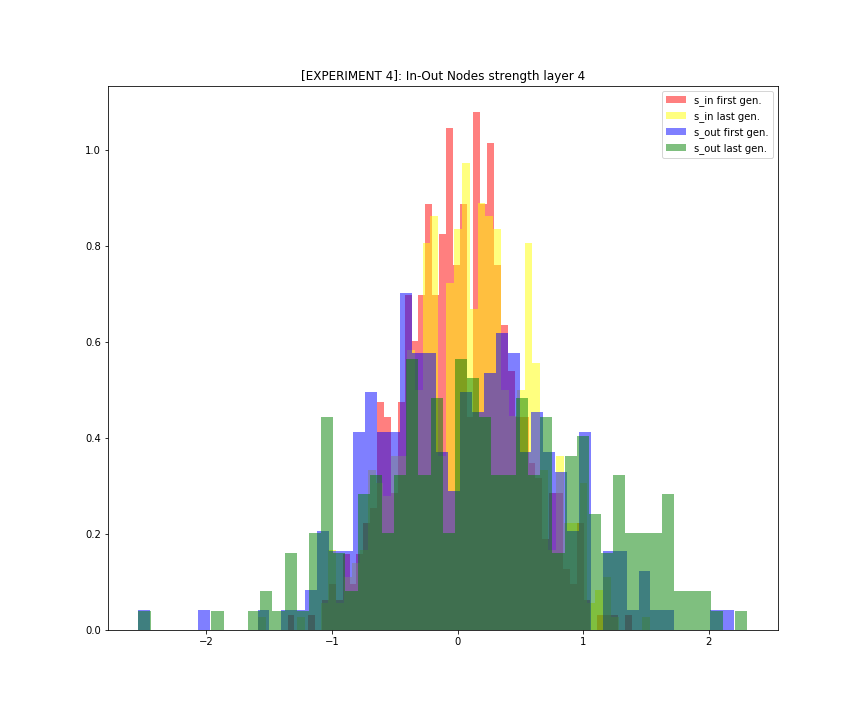 [EXPERIMENT 4]: In-Out Nodes strength layer 4
s_in first gen.
s_in last gen.
s_out first gen.
s_out last gen.
1.0
0.8
0.6
0.4
0.2
0.0
−2 −1 0 1 2